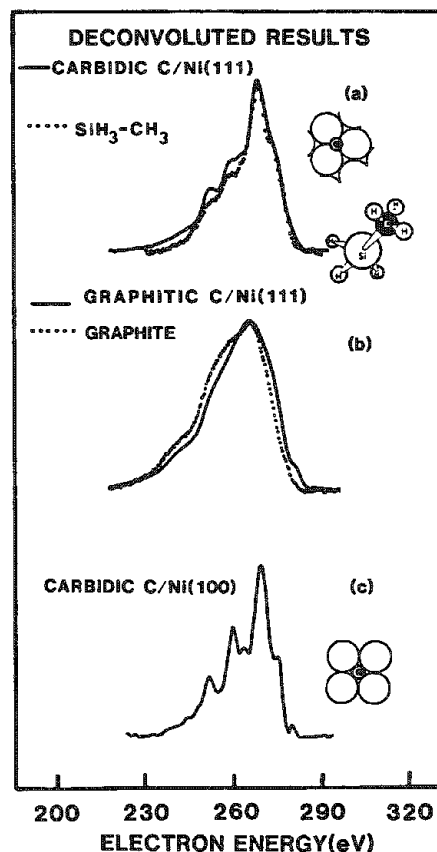 DECONVOLUTED RESULTS
CARBIDIC C/Ni(111)
(a)
SiH3-CH3
H
H
H
Si
H
H
GRAPHITIC C/Ni(111)
GRAPHITE
(b)
CARBIDIC C/Ni(100)
(c)
200 230 260 290 320
ELECTRON ENERGY(eV)